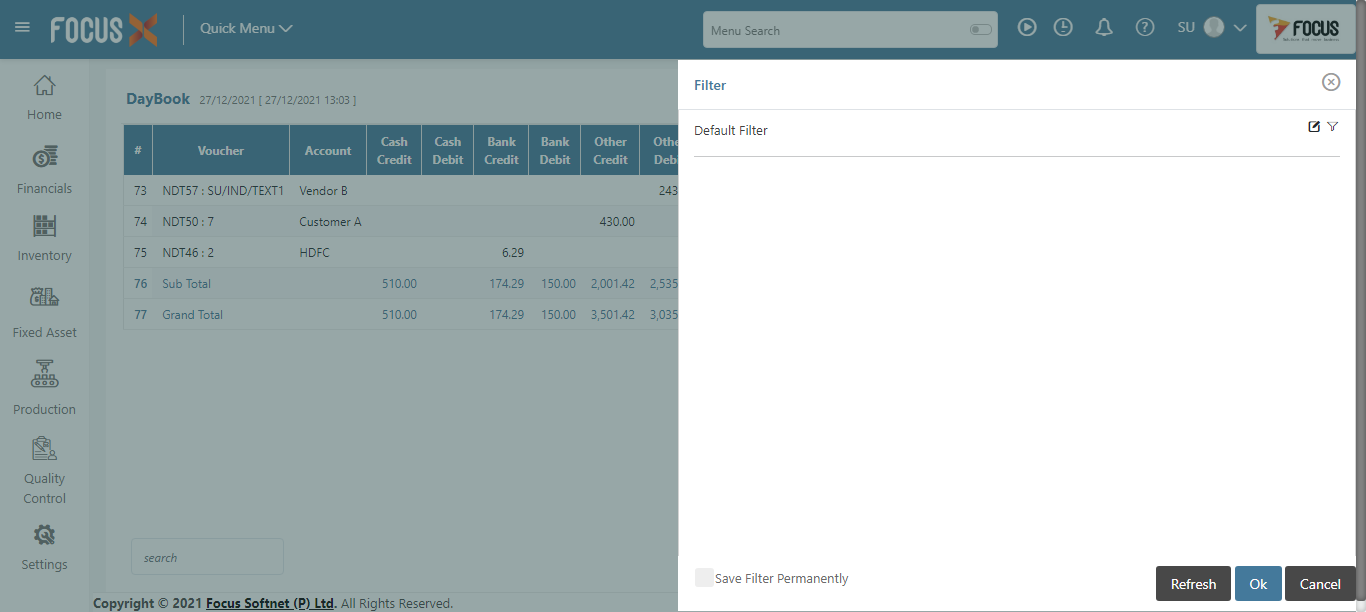 FOCUS X
Quick Menu
Menu Search
SU
FOCUS
Home
Financials
Inventory
Fixed Asset
Production
Quality
Control
Settings
DayBook 27/12/2021 [ 27/12/2021 13:03 ]
# Voucher Account Cash Credit Cash Debit Bank Credit Bank Debit Other Credit Othe Debi
73 NDT57 : SU/IND/TEXT1 Vendor B 243
74 NDT50 : 7 Customer A 430.00
75 NDT46 : 2 HDFC 6.29
76 Sub Total 510.00 174.29 150.00 2,001.42 2,535
77 Grand Total 510.00 174.29 150.00 3,501.42 3,035
search
Copyright © 2021 Focus Softnet (P) Ltd. All Rights Reserved.
Filter
Default Filter
Save Filter Permanently
Refresh
Ok
Cancel